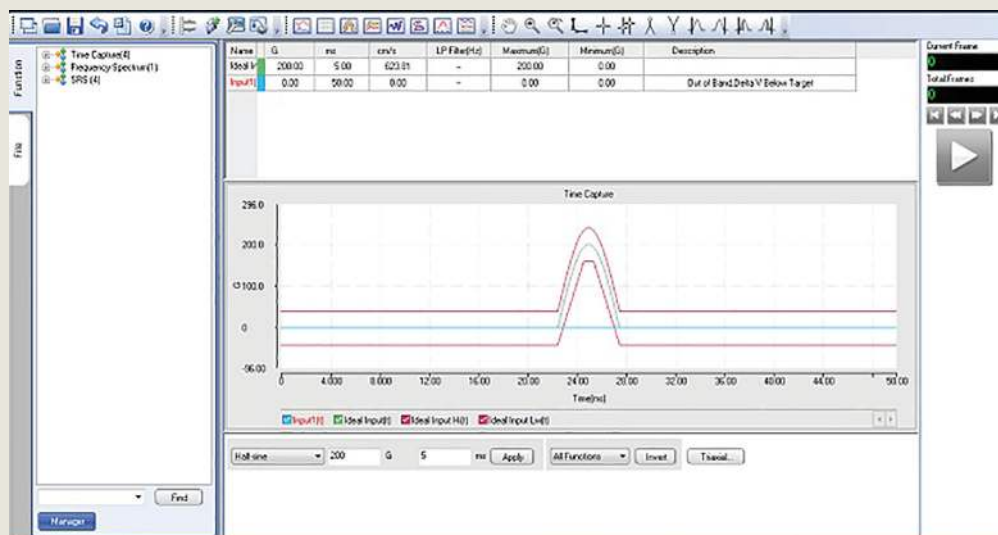 Function
File
Time Capture(4)
Frequency Spectrum(1)
SRS (4)
Find
Manager
Name G ms cm/s LP Filter(Hz) Maximum(G) Minimum(G) Description
Ideal 200.00 5.00 623.81 - 200.00 0.00
Input1( 0.00 50.00 0.00 - 0.00 0.00 Out of Band,Delta V Below Target
Time Capture
296.0
200.0
G 100.0
0
-96.00
0 4.000 8.000 12.00 16.00 20.00 24.00 28.00 32.00 36.00 40.00 44.00 50.00
Time(ms)
Input1(t) Ideal Input(t) Ideal Input Hi(t) Ideal Input Lw(t)
Half-sine 200 G 5 ms Apply All Functions Invert Triaxial...
Current Frame
0
Total Frames
0